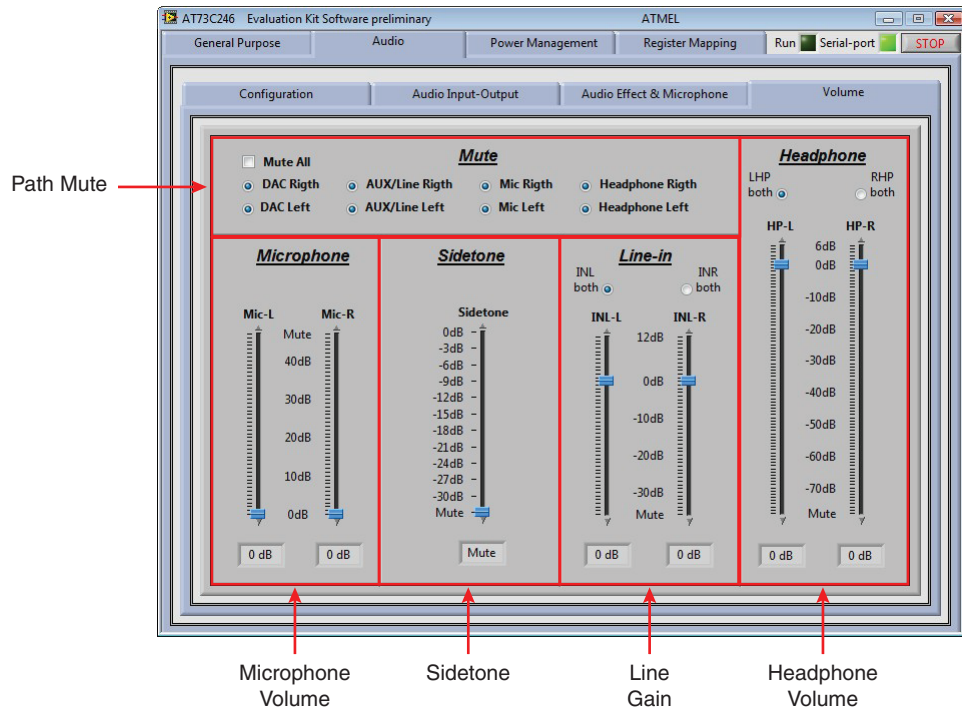 AT73C246 Evaluation Kit Software preliminary ATMEL
General Purpose Audio Power Management Register Mapping Run Serial-port STOP
Configuration Audio Input-Output Audio Effect & Microphone Volume
Path Mute
Mute
Mute All
DAC Rigth AUX/Line Rigth Mic Rigth Headphone Rigth
DAC Left AUX/Line Left Mic Left Headphone Left
Microphone
Mic-L Mic-R
Mute
40dB
30dB
20dB
10dB
0dB
0 dB 0 dB
Sidetone
Sidetone
0dB
-3dB
-6dB
-9dB
-12dB
-15dB
-18dB
-21dB
-24dB
-27dB
-30dB
Mute
Mute
Line-in
INL both INR both
INL-L INL-R
12dB
0dB
-10dB
-20dB
-30dB
Mute
0 dB 0 dB
Headphone
LHP both RHP both
HP-L HP-R
6dB
0dB
-10dB
-20dB
-30dB
-40dB
-50dB
-60dB
-70dB
Mute
0 dB 0 dB
Microphone
Volume
Sidetone
Line
Gain
Headphone
Volume